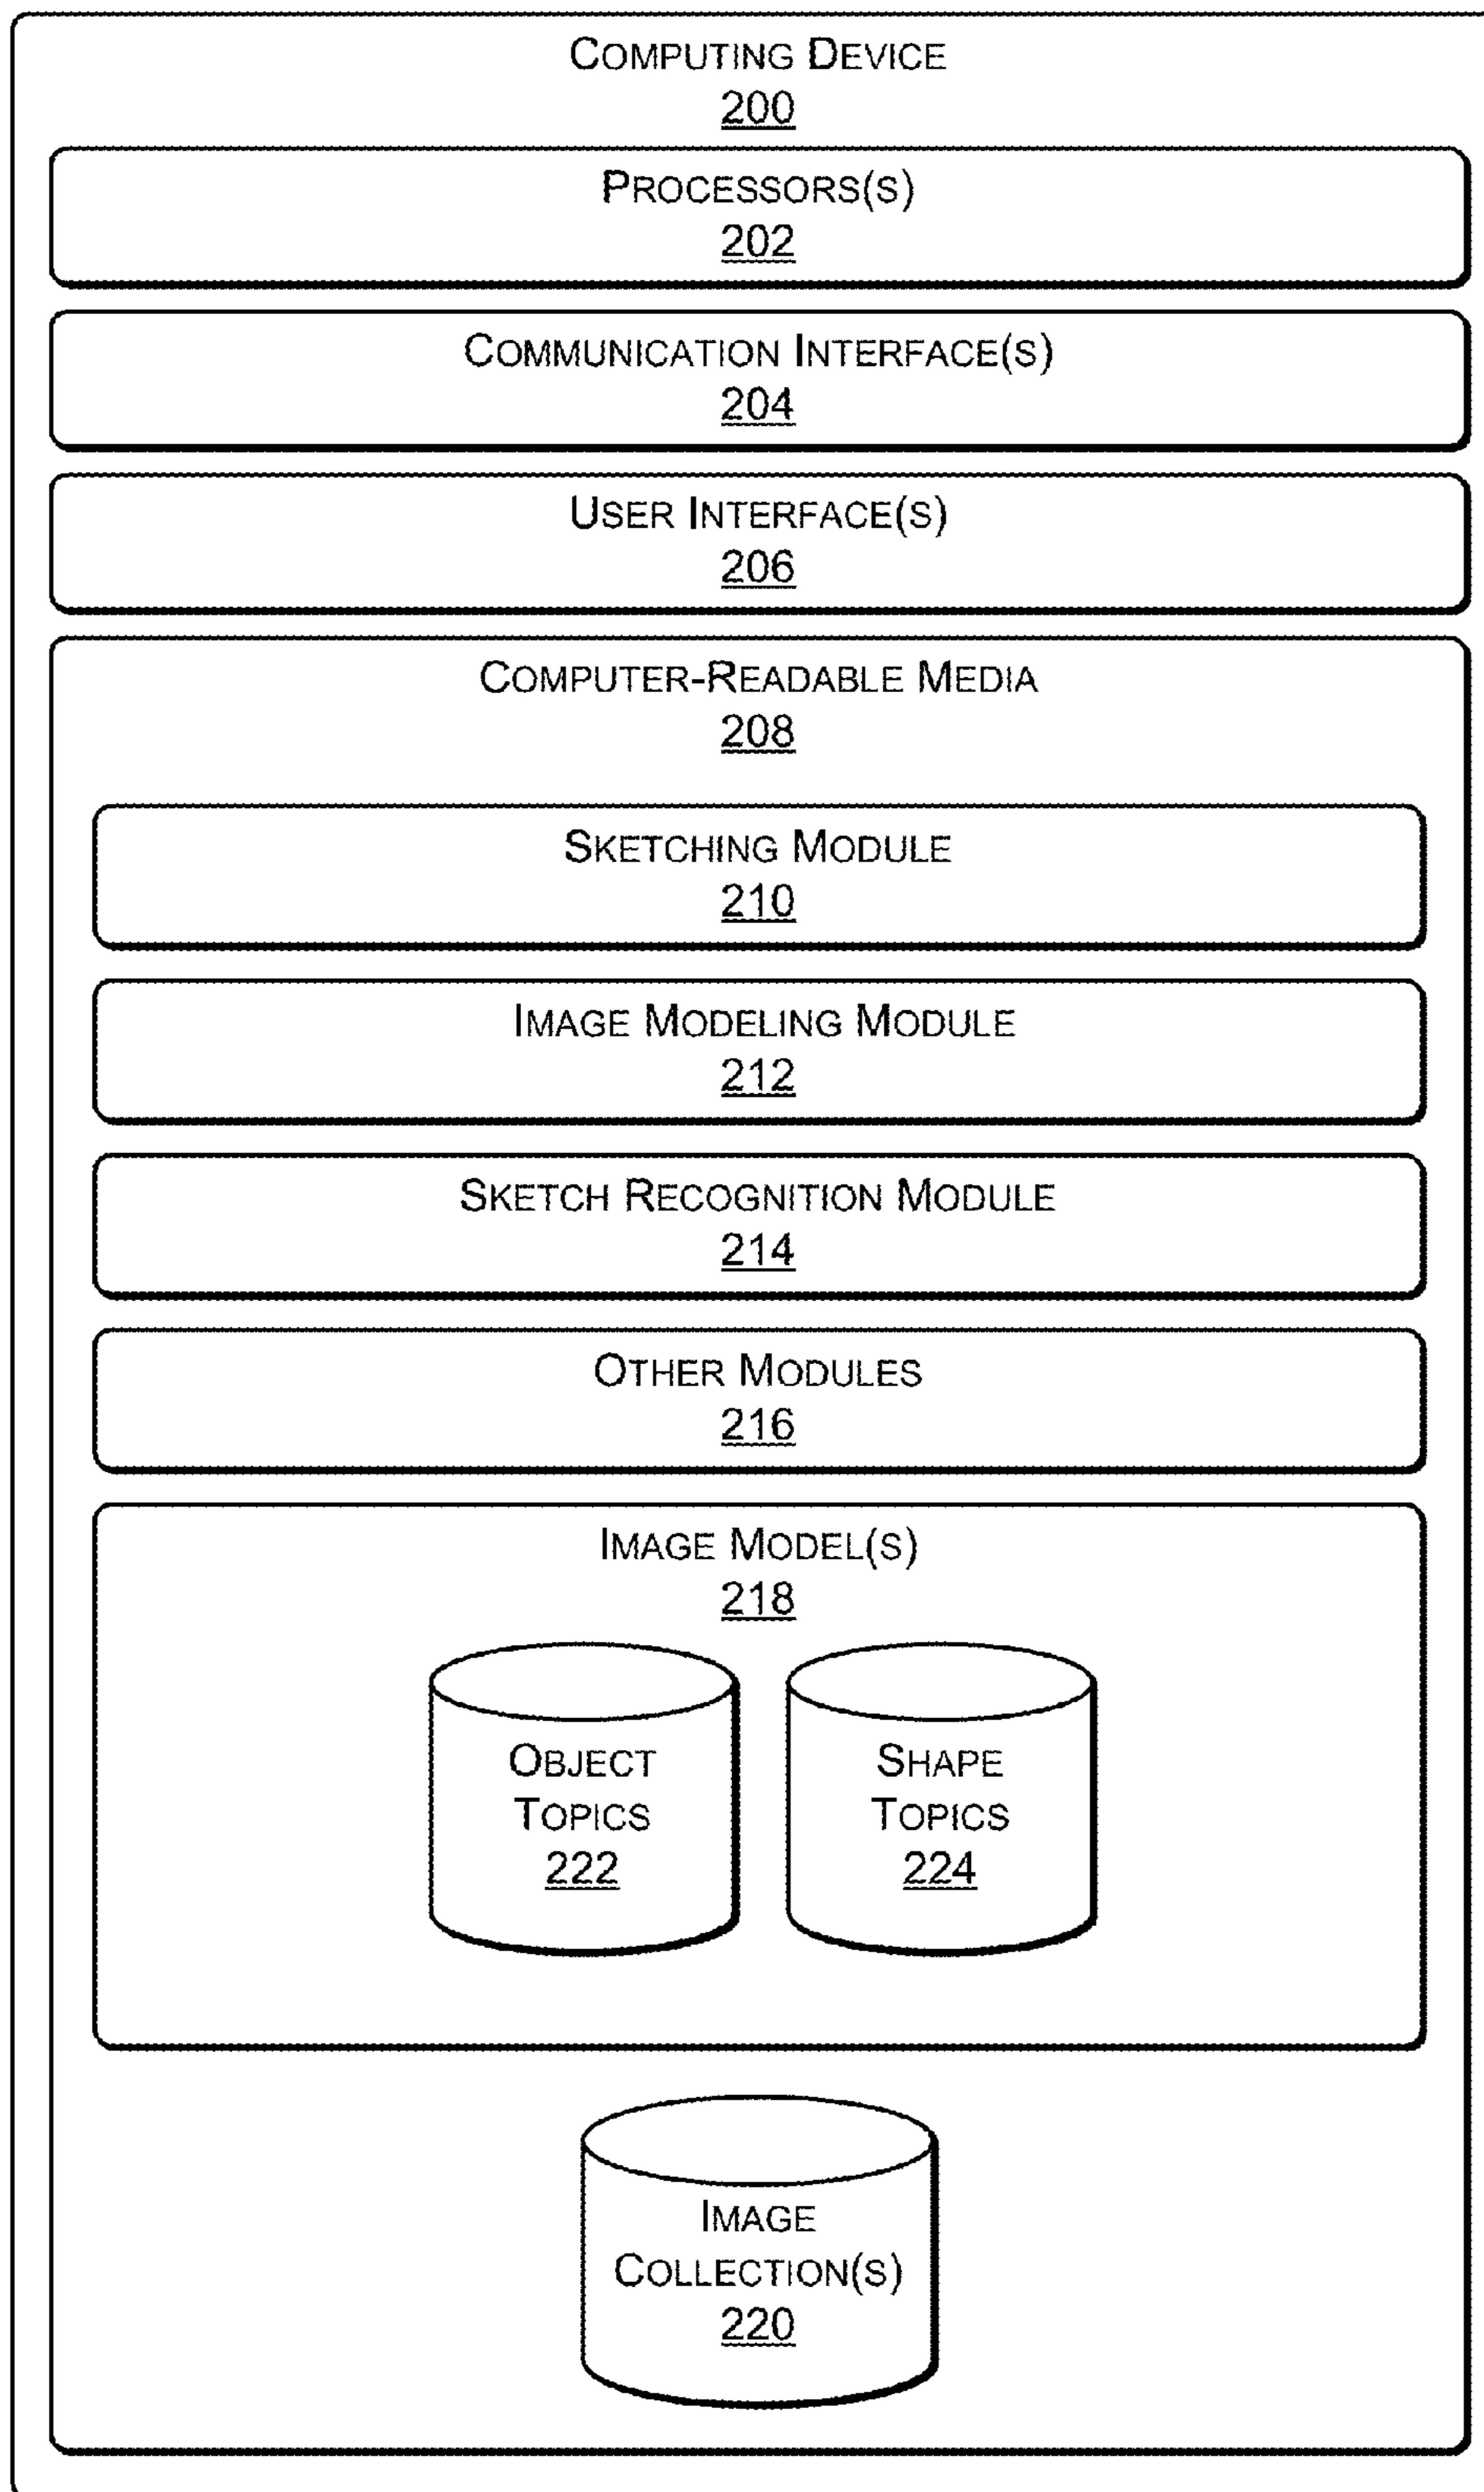 COMPUTING DEVICE
200
PROCESSORS(S)
202
COMMUNICATION INTERFACE(S)
204
USER INTERFACE(S)
206
COMPUTER-READABLE MEDIA
208
SKETCHING MODULE
210
IMAGE MODELING MODULE
212
SKETCH RECOGNITION MODULE
214
OTHER MODULES
216
IMAGE MODEL(S)
218
OBJECT
TOPICS
222
SHAPE
TOPICS
224
IMAGE
COLLECTION(S)
220